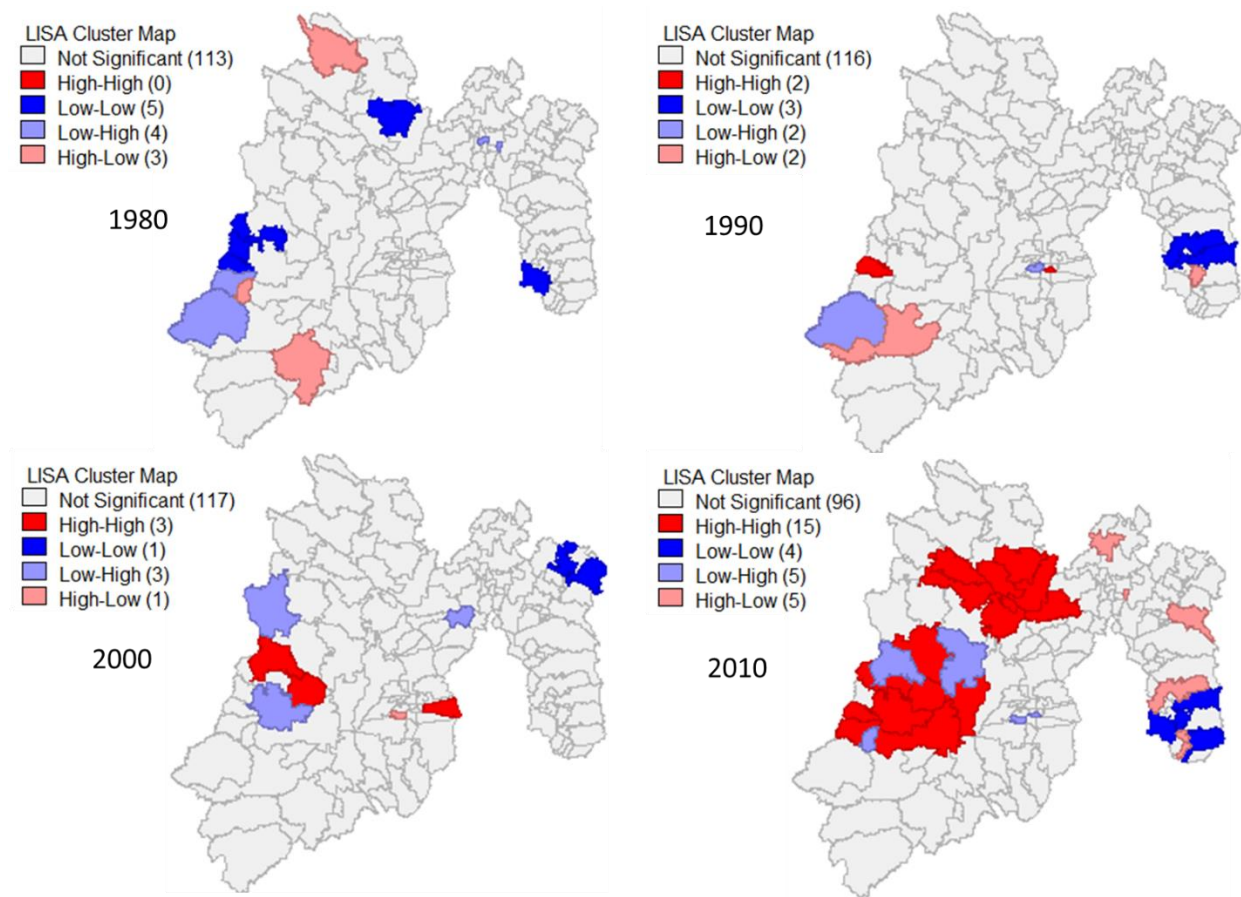 LISA Cluster Map
Not Significant (113)
High-High (0)
Low-Low (5)
Low-High (4)
High-Low (3)
1980
LISA Cluster Map
Not Significant (116)
High-High (2)
Low-Low (3)
Low-High (2)
High-Low (2)
1990
LISA Cluster Map
Not Significant (117)
High-High (3)
Low-Low (1)
Low-High (3)
High-Low (1)
2000
LISA Cluster Map
Not Significant (96)
High-High (15)
Low-Low (4)
Low-High (5)
High-Low (5)
2010